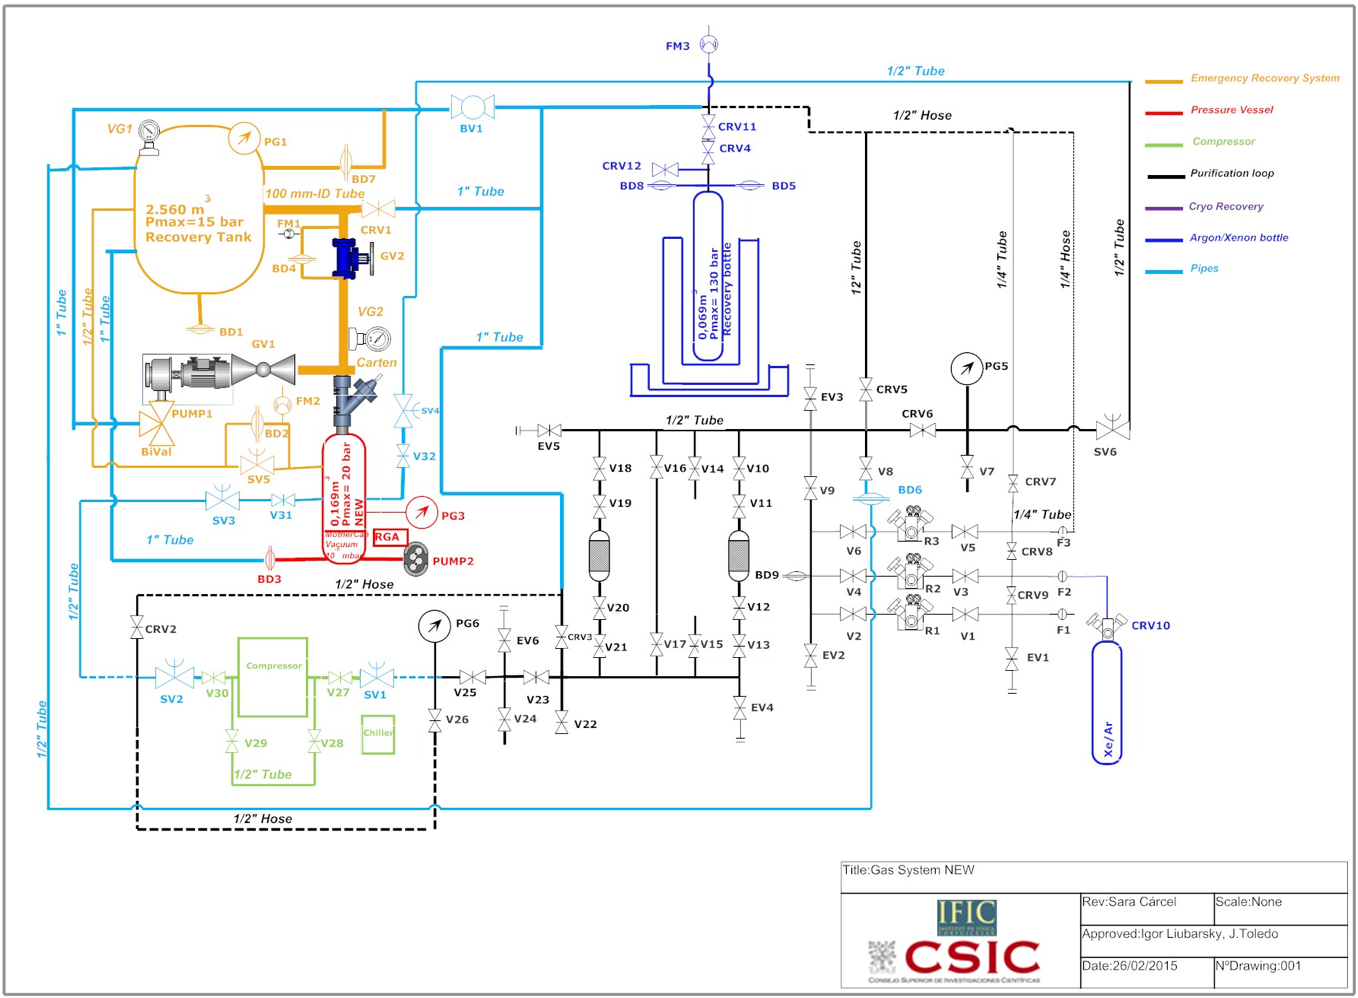 FM3
1/2" Tube
Emergency Recovery System
Pressure Vessel
Compressor
Purification loop
Cryo Recovery
Argon/Xenon bottle
Pipes
VG1
PG1
BD7
BV1
1/2" Hose
CRV11
CRV4
CRV12
BD8
BD5
100 mm-ID Tube
1" Tube
2.560 m3
Pmax=15 bar
Recovery Tank
FM1
CRV1
BD4
GV2
BD1
1" Tube
1/2" Tube
1" Tube
VG2
GV1
Carten
1" Tube
0,069m3
Pmax= 130 bar
Recovery bottle
12" Tube
1/4" Tube
1/4" Hose
1/2" Tube
PUMP1
BiVal
FM2
BD2
SV5
SV4
V32
EV3
CRV5
PG5
CRV6
1/2" Tube
EV5
SV6
V18
V16
V14
V10
V9
V8
V7
CRV7
V19
V11
BD6
SV3
V31
0,169m3
Pmax= 20 bar
NEW
MotherCan
Vacuum
10-6 mbar
PG3
RGA
PUMP2
BD3
1" Tube
1/4" Tube
V6
R3
V5
F3
CRV8
BD9
V4
R2
V3
CRV9
F2
V2
R1
V1
F1
CRV10
1/2" Hose
1/2" Tube
V20
V12
CRV2
PG6
EV6
CRV3
V21
V17
V15
V13
EV2
EV1
Compressor
SV2
V30
V27
SV1
V25
V23
V26
V24
V22
EV4
V29
V28
Chiller
1/2" Tube
1/2" Tube
1/2" Hose
Xe/Ar
Title:Gas System NEW
IFIC
INSTITUT DE FÍSICA
CORPUSCULAR
CSIC
CONSEJO SUPERIOR DE INVESTIGACIONES CIENTÍFICAS
Rev:Sara Cárcel
Scale:None
Approved:Igor Liubarsky, J.Toledo
Date:26/02/2015
NºDrawing:001